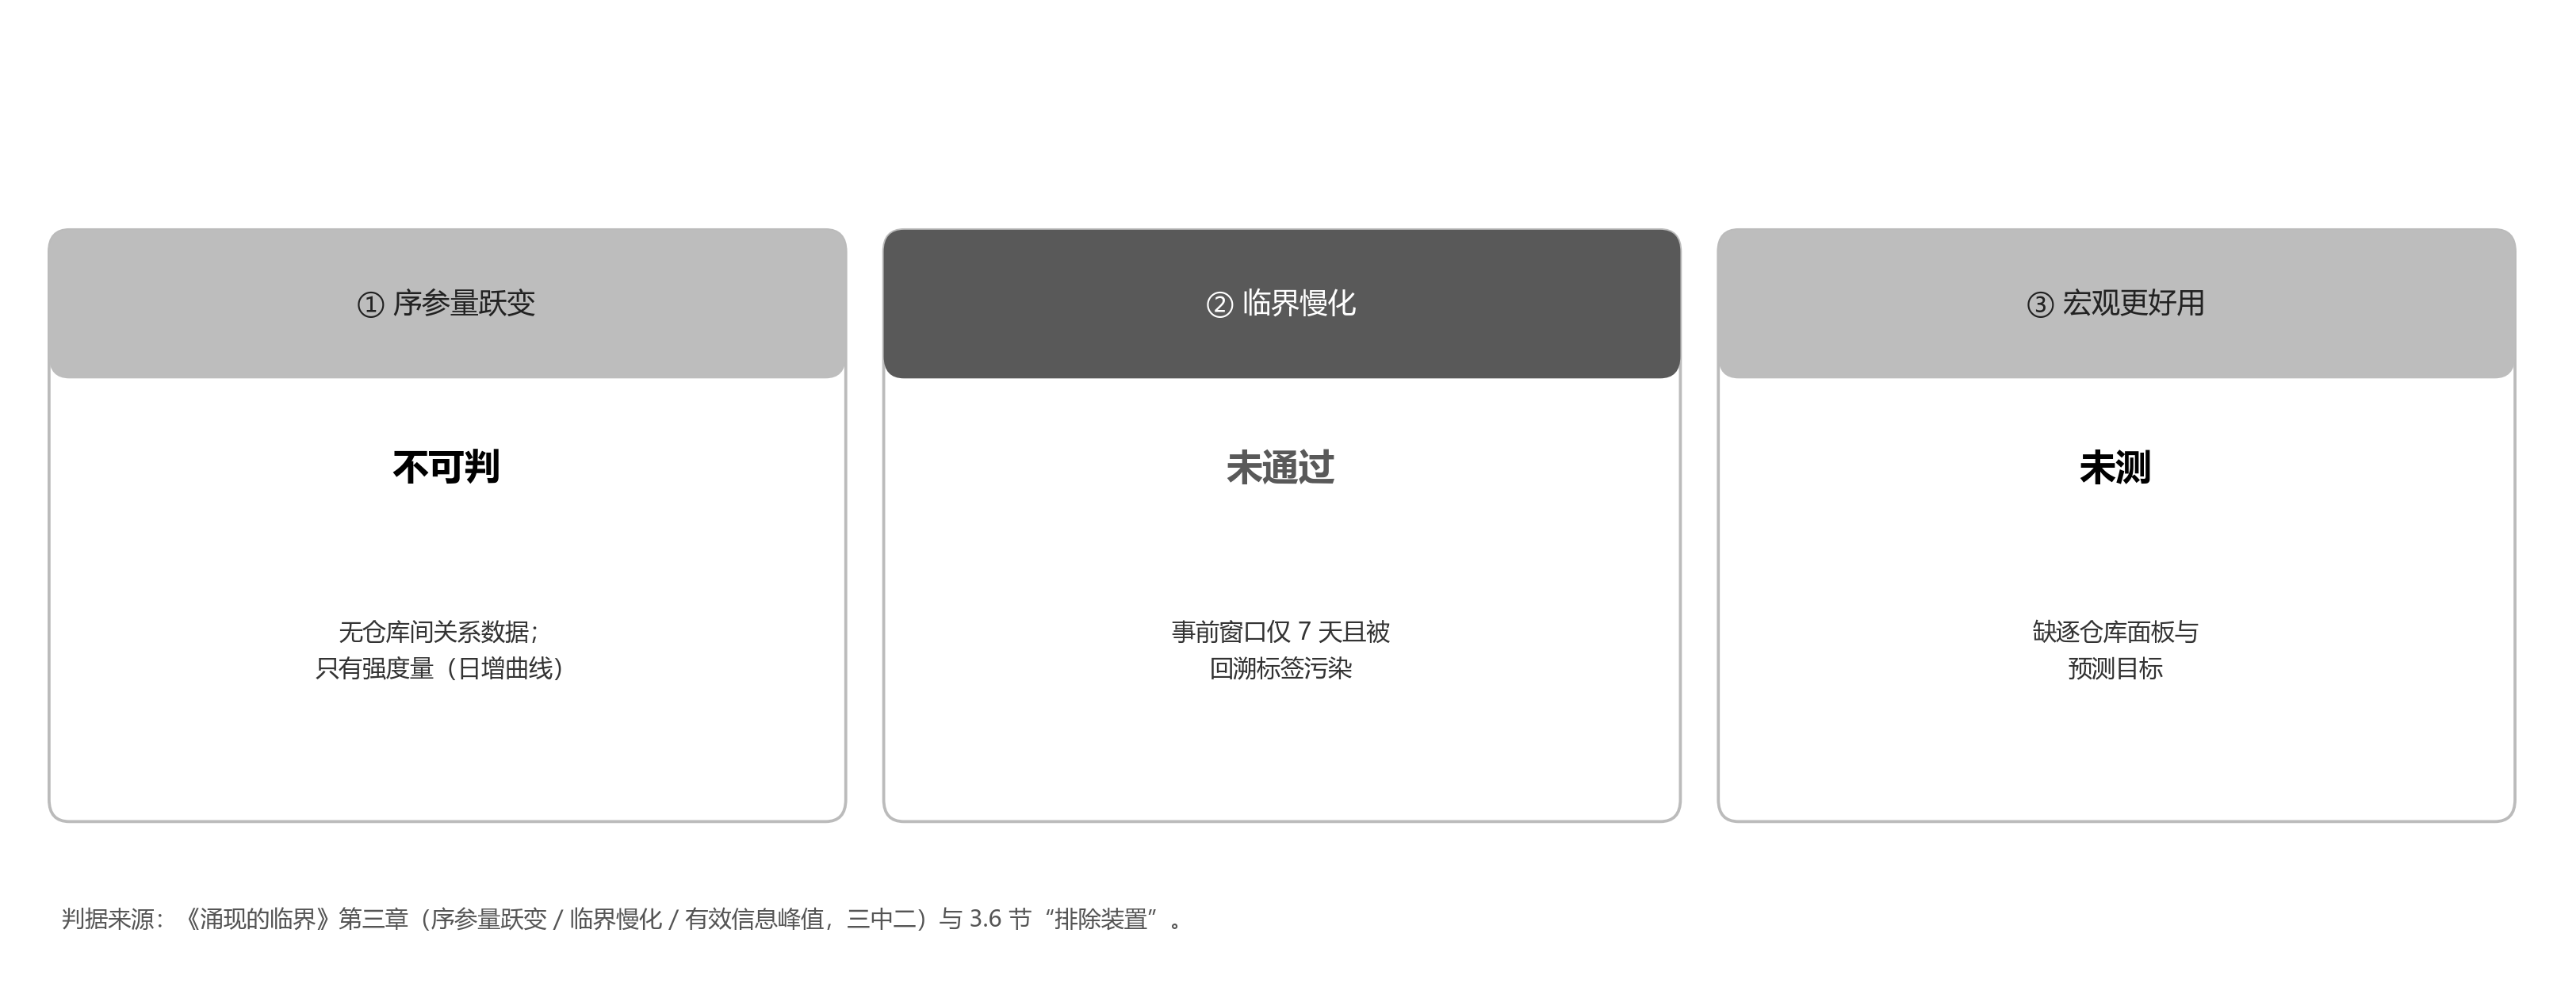 ① 序参量跃变
② 临界慢化
③ 宏观更好用
不可判
未通过
未测
无仓库间关系数据；
只有强度量（日增曲线）
事前窗口仅 7 天且被
回溯标签污染
缺逐仓库面板与
预测目标
判据来源：《涌现的临界》第三章（序参量跃变 / 临界慢化 / 有效信息峰值，三中二）与 3.6 节“排除装置”。